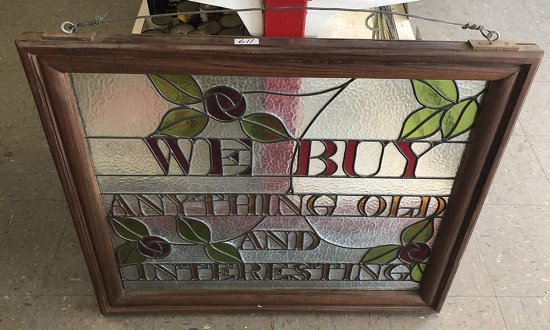 WE BUY
ANYTHING OLD
AND
INTERESTING